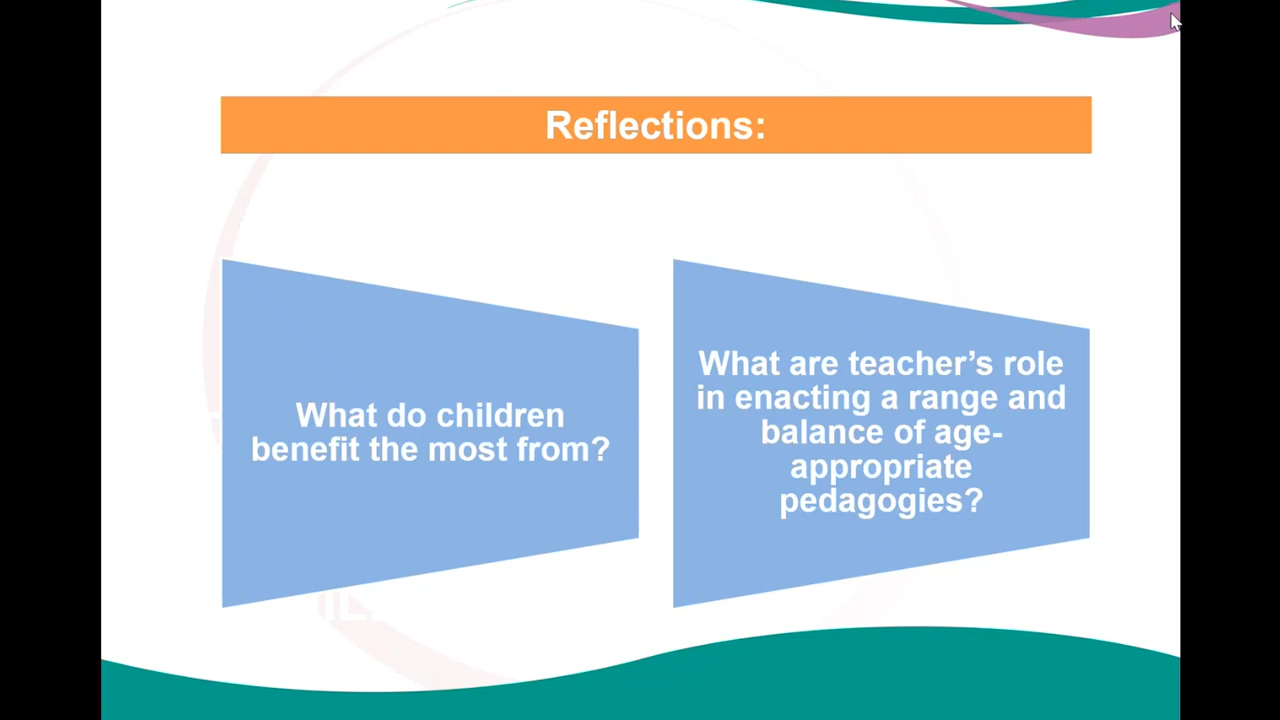 Reflections:
What do children
benefit the most from?
What are teacher’s role
in enacting a range and
balance of age-
appropriate
pedagogies?